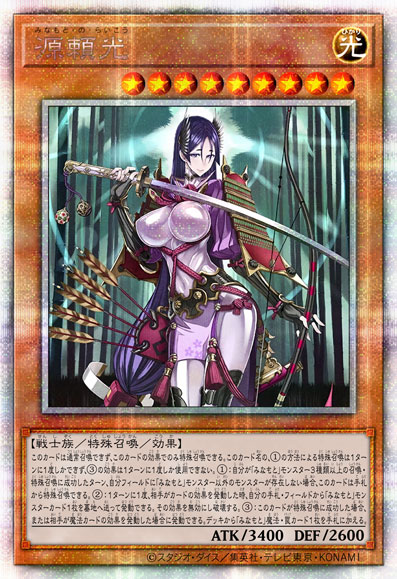 みなもと の らいこう
源頼光
ひかり
光
【戦士族／特殊召喚／効果】
このカードは通常召喚できず、このカードの効果でのみ特殊召喚できる。このカード名の、①の方法による特殊召喚は1ターンに1度しかできず、③の効果は1ターンに1度しか使用できない。①：自分が「みなもと」モンスター3種類以上の召喚・
特殊召喚に成功したターン、自分フィールドに「みなもと」モンスター以外のモンスターが存在しない場合、このカードは手札
から特殊召喚できる。②：1ターンに1度、相手がカードの効果を発動した時、自分の手札・フィールドから「みなもと」モン
スターカード1枚を墓地へ送って発動できる。その効果を無効にし破壊する。③：このカードが特殊召喚に成功した場合、
または相手が魔法カードの効果を発動した場合に発動できる。デッキから「みなもと」魔法・罠カード1枚を手札に加える。
ATK/3400 DEF/2600
©スタジオ・ダイス/集英社・テレビ東京・KONAMI